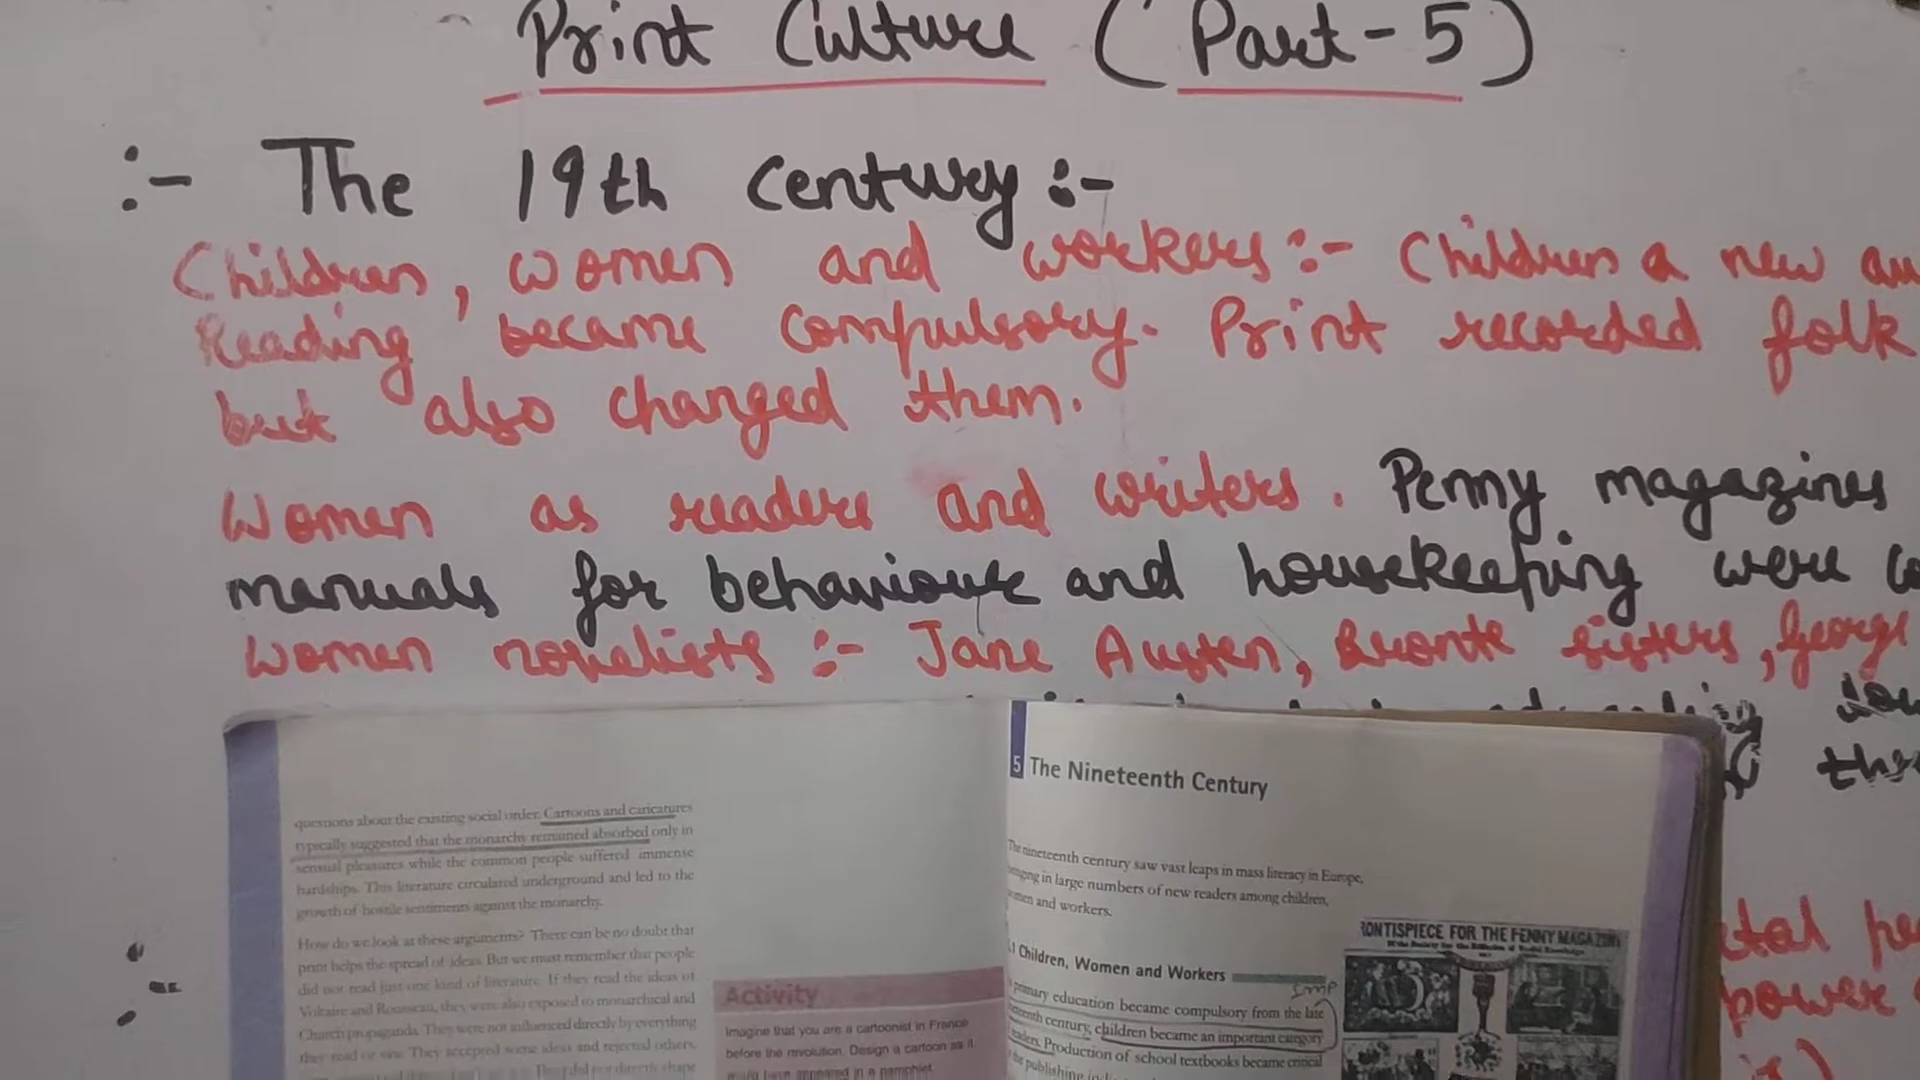 Print Culture (Part-5)
:- The 19th century :-
Children, women and workers :- Children a new
Reading became compulsory. Print recorded folk
but also changed them.
Women as readers and writers. Penny magazines
manuals for behaviour and housekeeping were
Women novelists :- Jane Austen, Bronte sisters, George
questions about the existing social order. Cartoons and caricatures
typically suggested that the monarchy remained absorbed only in
sensual pleasures while the common people suffered immense
hardships. This literature circulated underground and led to the
growth of hostile sentiments against the monarchy.
How do we look at these arguments? There can be no doubt that
print helps the spread of ideas. But we must remember that people
did not read just one kind of literature. If they read the ideas of
Voltaire and Rousseau, they were also exposed to monarchical and
Church propaganda. They were not influenced directly by everything
they read or saw. They accepted some ideas and rejected others.
Activity
Imagine that you are a cartoonist in France
before the revolution. Design a cartoon as it
would have appeared in a pamphlet.
5 The Nineteenth Century
The nineteenth century saw vast leaps in mass literacy in Europe,
in large numbers of new readers among children,
and workers.
.1 Children, Women and Workers
Imp
primary education became compulsory from the late
century, children became an important category
Production of school textbooks became critical
the publishing
RONTISPIECE FOR THE PENNY MAGAZIN
power